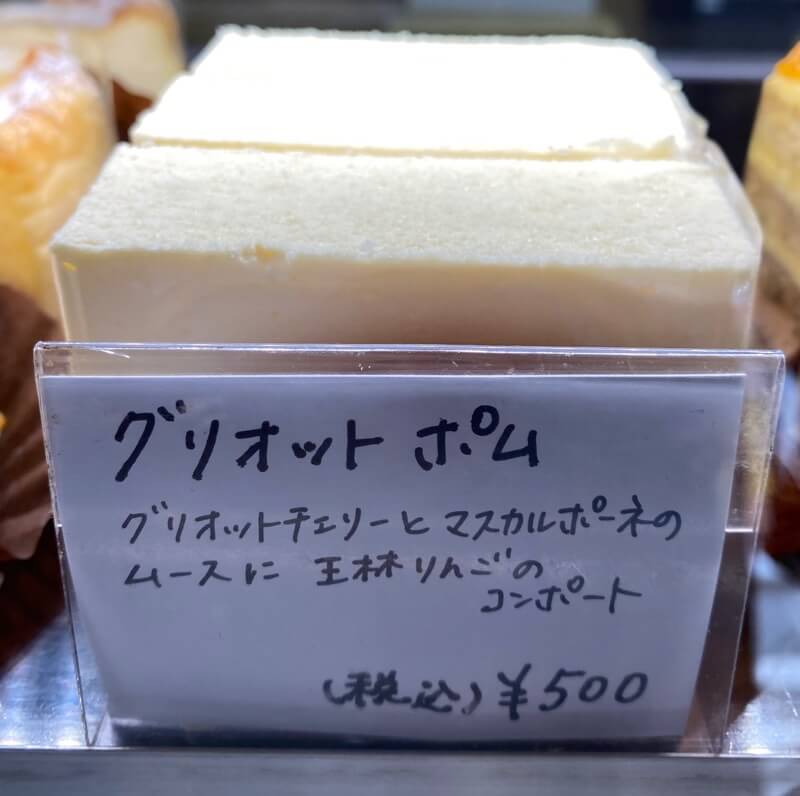 グリオット ポム
グリオットチェリーと マスカルポーネの
ムースに 王林りんごの
コンポート
(税込) ¥500